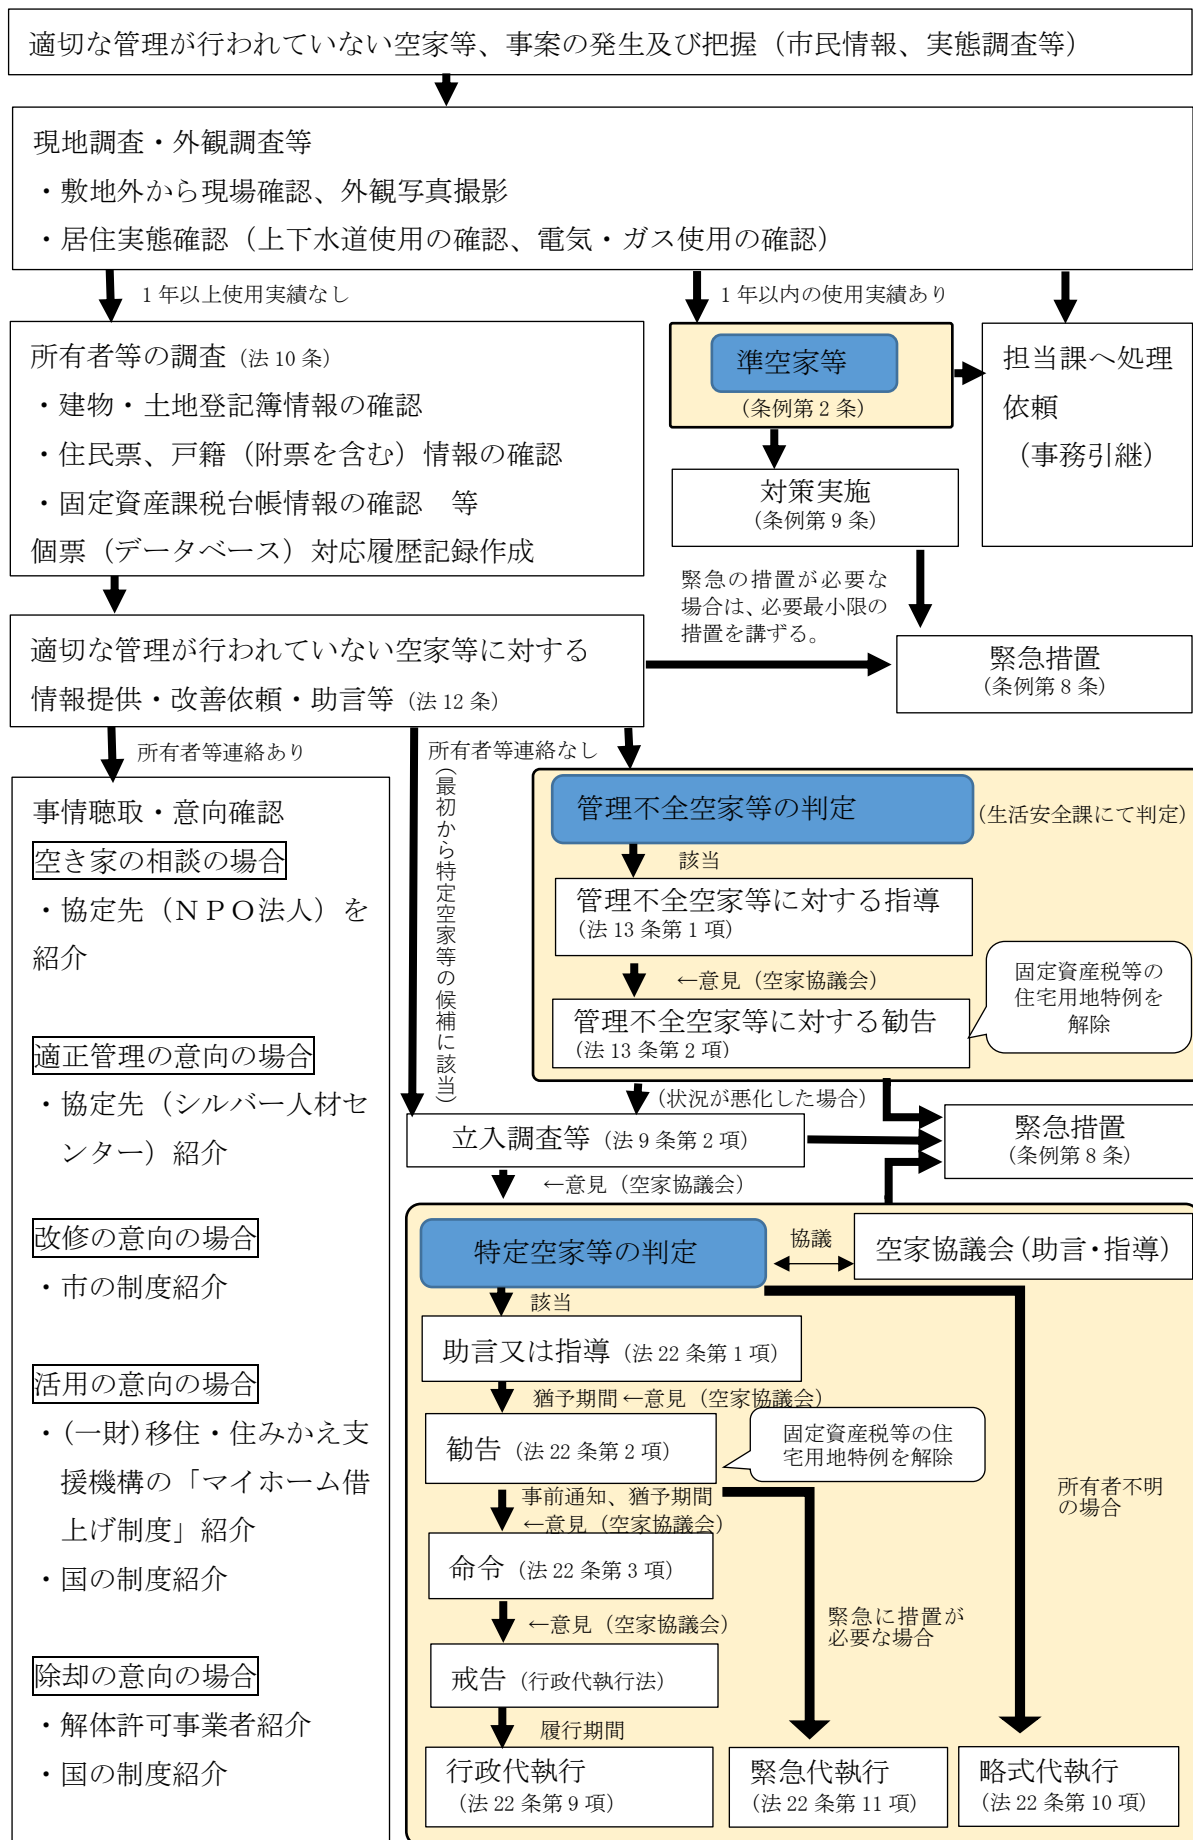 適切な管理が行われていない空家等、事案の発生及び把握（市民情報、実態調査等）
現地調査・外観調査等
・敷地外から現場確認、外観写真撮影
・居住実態確認（上下水道使用の確認、電気・ガス使用の確認）
1 年以上使用実績なし
1 年以内の使用実績あり
所有者等の調査（法 10 条）
・建物・土地登記簿情報の確認
・住民票、戸籍（附票を含む）情報の確認
・固定資産課税台帳情報の確認　等
個票（データベース）対応履歴記録作成
準空家等
(条例第 2 条)
担当課へ処理
依頼
（事務引継）
対策実施
(条例第 9 条)
緊急の措置が必要な
場合は、必要最小限の
措置を講ずる。
適切な管理が行われていない空家等に対する
情報提供・改善依頼・助言等（法 12 条）
緊急措置
(条例第 8 条)
所有者等連絡あり
所有者等連絡なし
（最初から特定空家等の候補に該当）
事情聴取・意向確認
空き家の相談の場合
・協定先（ＮＰＯ法人）を
紹介
適正管理の意向の場合
・協定先（シルバー人材セ
ンター）紹介
改修の意向の場合
・市の制度紹介
活用の意向の場合
・(一財)移住・住みかえ支
援機構の「マイホーム借
上げ制度」紹介
・国の制度紹介
除却の意向の場合
・解体許可事業者紹介
・国の制度紹介
管理不全空家等の判定
(生活安全課にて判定)
該当
管理不全空家等に対する指導
(法 13 条第 1 項)
←意見（空家協議会）
管理不全空家等に対する勧告
(法 13 条第 2 項)
固定資産税等の
住宅用地特例を
解除
(状況が悪化した場合)
立入調査等（法 9 条第 2 項）
緊急措置
(条例第 8 条)
←意見（空家協議会）
特定空家等の判定
協議
空家協議会（助言・指導）
該当
助言又は指導（法 22 条第 1 項）
猶予期間 ←意見（空家協議会）
勧告（法 22 条第 2 項）
固定資産税等の住
宅用地特例を解除
事前通知、猶予期間
←意見（空家協議会）
命令（法 22 条第 3 項）
←意見（空家協議会）
戒告（行政代執行法）
履行期間
行政代執行
(法 22 条第 9 項)
緊急に措置が
必要な場合
緊急代執行
(法 22 条第 11 項)
所有者不明
の場合
略式代執行
(法 22 条第 10 項)